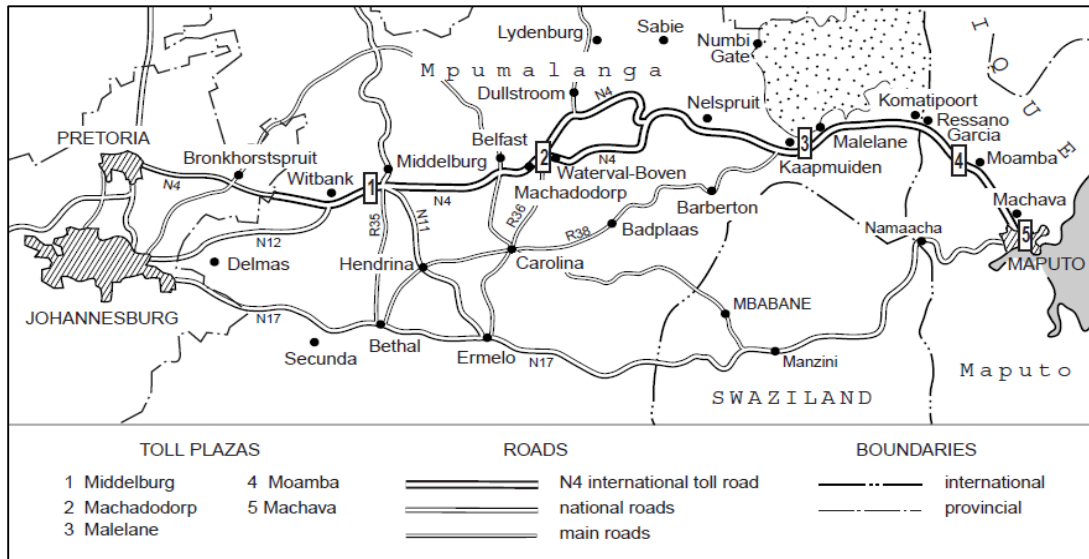 Lydenburg
Sabie
Numbi
Gate
I Q U E
Mpumalanga
Dullstroom
N4
Nelspruit
Komatipoort
Ressano
Garcia
PRETORIA
Belfast
2
3
Malelane
4
Moamba
Bronkhorstspruit
Middelburg
N4
Waterval-Boven
Kaapmuiden
Witbank
1
N4
Machadodorp
N4
Barberton
Machava
5
R35
N11
R36
R38
Badplaas
Namaacha
MAPUTO
N12
Delmas
Hendrina
Carolina
JOHANNESBURG
MBABANE
N17
Secunda
Bethal
Ermelo
N17
Manzini
Maputo
SWAZILAND
TOLL PLAZAS
1 Middelburg
2 Machadodorp
3 Malelane
4 Moamba
5 Machava
ROADS
N4 international toll road
national roads
main roads
BOUNDARIES
international
provincial